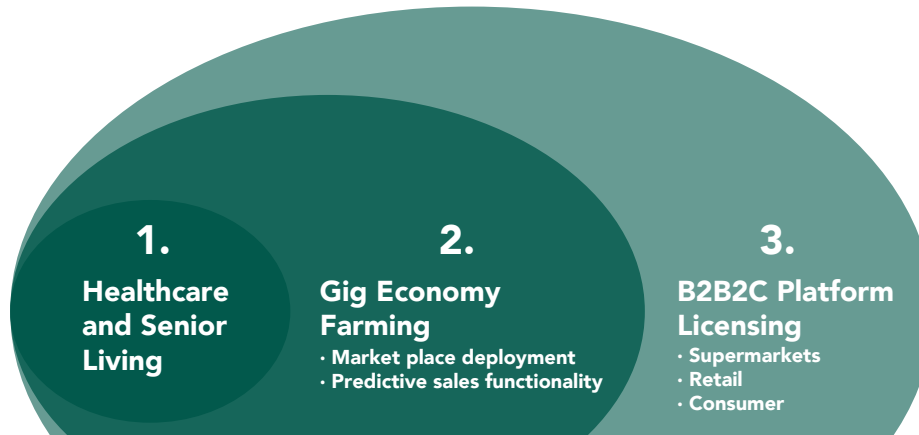 1.
Healthcare
and Senior
Living
2.
Gig Economy
Farming
· Market place deployment
· Predictive sales functionality
3.
B2B2C Platform
Licensing
· Supermarkets
· Retail
· Consumer